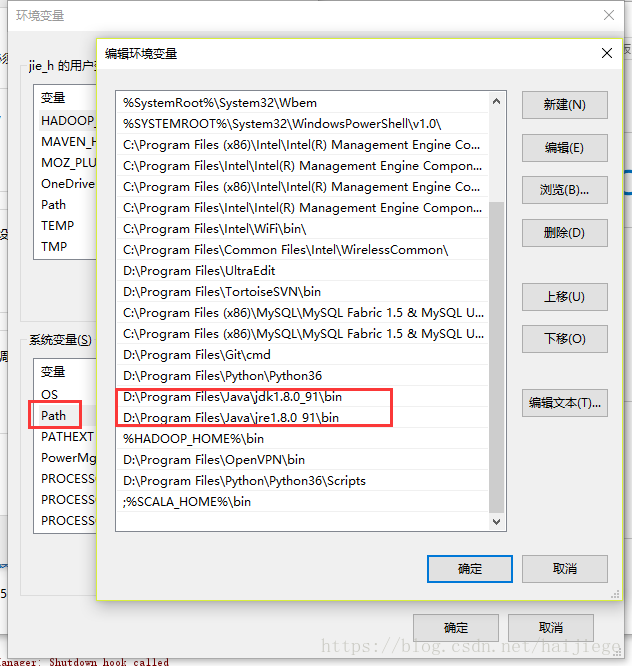 环境变量
编辑环境变量
jie_h 的用户变
变量
HADOOP_
MAVEN_H
MOZ_PLU
OneDrive
Path
TEMP
TMP
系统变量(S)
变量
OS
Path
PATHEXT
PowerMg
PROCESS
PROCESS
PROCESS
%SystemRoot%\System32\Wbem
%SYSTEMROOT%\System32\WindowsPowerShell\v1.0\
C:\Program Files (x86)\Intel\Intel(R) Management Engine Co...
C:\Program Files\Intel\Intel(R) Management Engine Compon...
C:\Program Files (x86)\Intel\Intel(R) Management Engine Co...
C:\Program Files\Intel\Intel(R) Management Engine Compon...
C:\Program Files\Intel\WiFi\bin\
C:\Program Files\Common Files\Intel\WirelessCommon\
D:\Program Files\UltraEdit
D:\Program Files\TortoiseSVN\bin
C:\Program Files (x86)\MySQL\MySQL Fabric 1.5 & MySQL U...
C:\Program Files (x86)\MySQL\MySQL Fabric 1.5 & MySQL U...
D:\Program Files\Git\cmd
D:\Program Files\Python\Python36
D:\Program Files\Java\jdk1.8.0_91\bin
D:\Program Files\Java\jre1.8.0_91\bin
%HADOOP_HOME%\bin
D:\Program Files\OpenVPN\bin
D:\Program Files\Python\Python36\Scripts
;%SCALA_HOME%\bin
新建(N)
编辑(E)
浏览(B)...
删除(D)
上移(U)
下移(O)
编辑文本(T)...
确定
取消
确定
取消
https://blog.csdn.net/haijiege
anager: Shutdown hook called